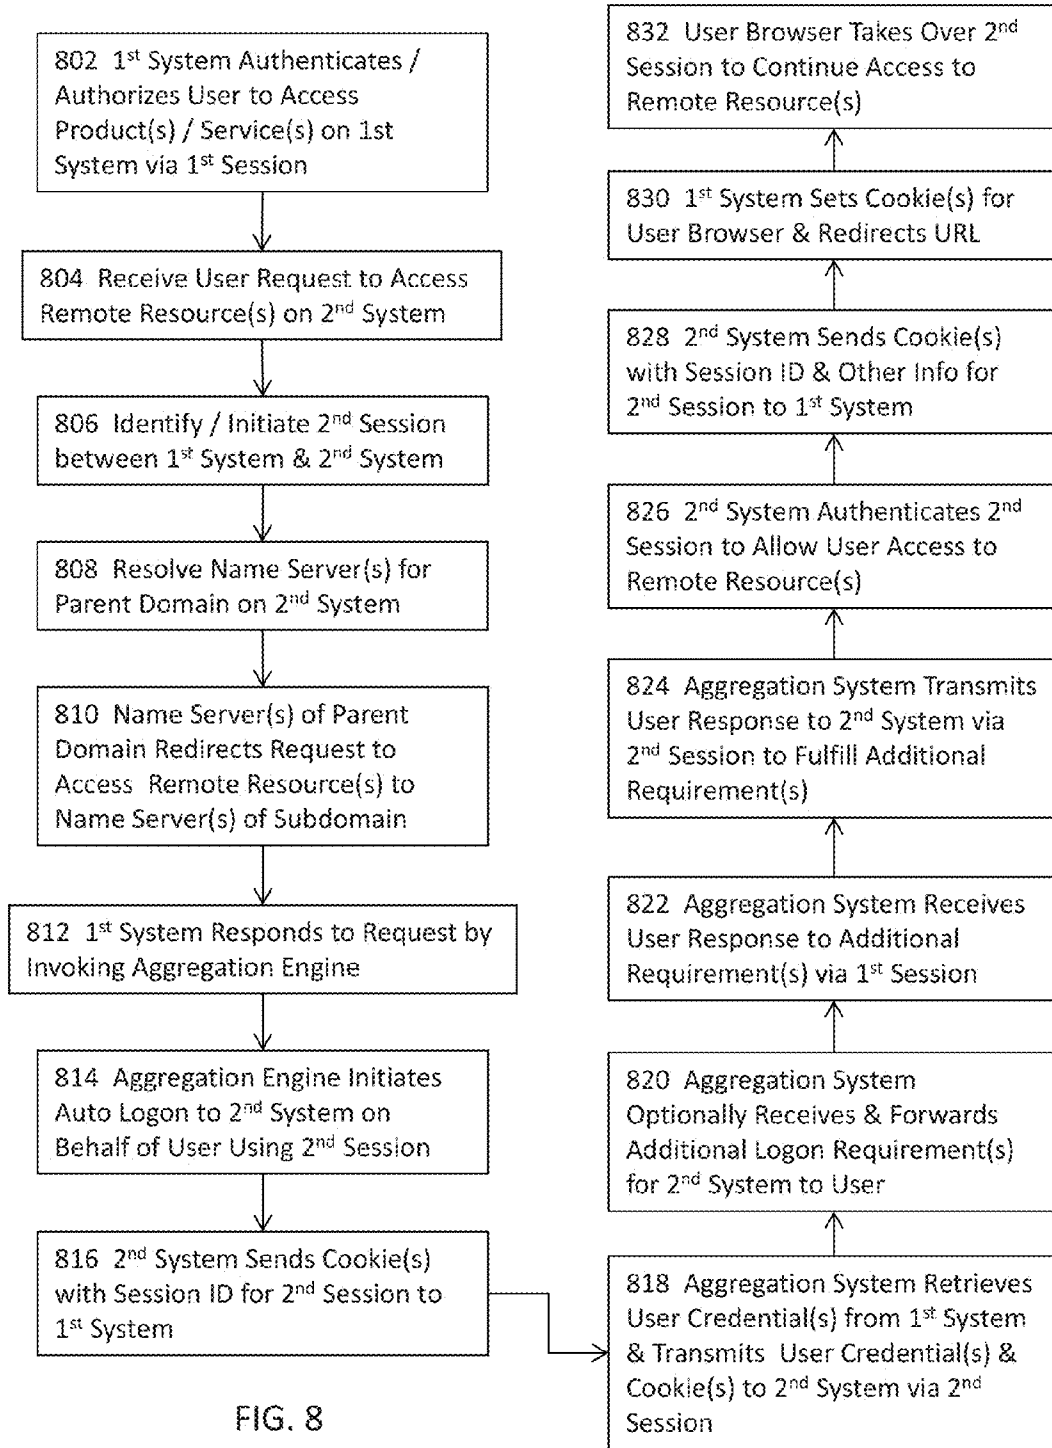 802 1st System Authenticates /
Authorizes User to Access
Product(s) / Service(s) on 1st
System via 1st Session
804 Receive User Request to Access
Remote Resource(s) on 2nd System
806 Identify / Initiate 2nd Session
between 1st System & 2nd System
808 Resolve Name Server(s) for
Parent Domain on 2nd System
810 Name Server(s) of Parent
Domain Redirects Request to
Access Remote Resource(s) to
Name Server(s) of Subdomain
812 1st System Responds to Request by
Invoking Aggregation Engine
814 Aggregation Engine Initiates
Auto Logon to 2nd System on
Behalf of User Using 2nd Session
816 2nd System Sends Cookie(s)
with Session ID for 2nd Session to
1st System
818 Aggregation System Retrieves
User Credential(s) from 1st System
& Transmits User Credential(s) &
Cookie(s) to 2nd System via 2nd
Session
820 Aggregation System
Optionally Receives & Forwards
Additional Logon Requirement(s)
for 2nd System to User
822 Aggregation System Receives
User Response to Additional
Requirement(s) via 1st Session
824 Aggregation System Transmits
User Response to 2nd System via
2nd Session to Fulfill Additional
Requirement(s)
826 2nd System Authenticates 2nd
Session to Allow User Access to
Remote Resource(s)
828 2nd System Sends Cookie(s)
with Session ID & Other Info for
2nd Session to 1st System
830 1st System Sets Cookie(s) for
User Browser & Redirects URL
832 User Browser Takes Over 2nd
Session to Continue Access to
Remote Resource(s)
FIG. 8